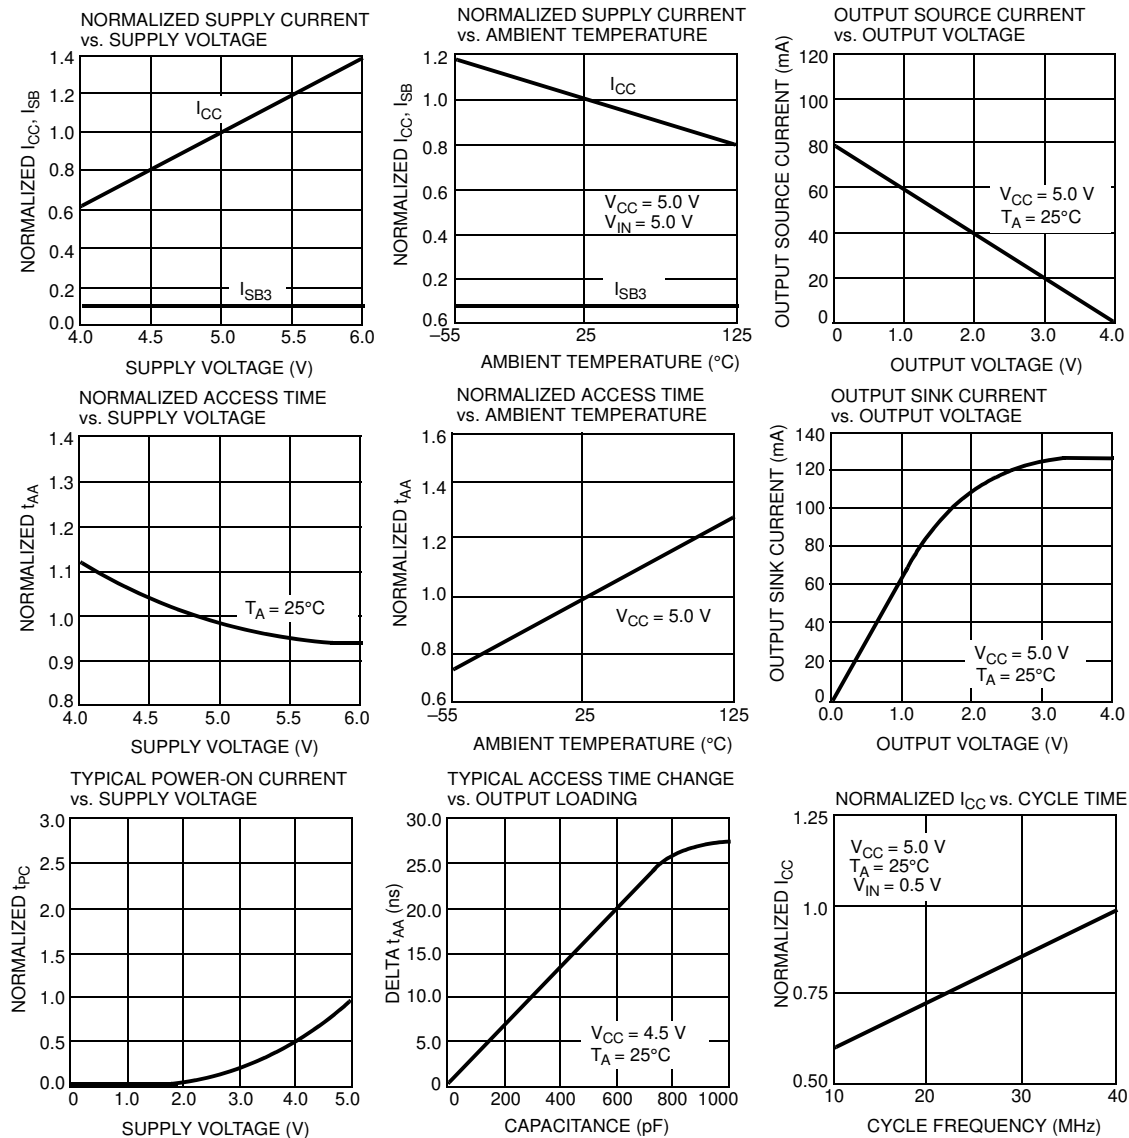 NORMALIZED SUPPLY CURRENT
vs. SUPPLY VOLTAGE
1.4
1.2
1.0
0.8
0.6
0.4
0.2
0.0
NORMALIZED ICC, ISB
ICC
ISB3
4.0 4.5 5.0 5.5 6.0
SUPPLY VOLTAGE (V)
NORMALIZED SUPPLY CURRENT
vs. AMBIENT TEMPERATURE
1.2
1.0
0.8
0.6
0.4
0.2
0.6
NORMALIZED ICC, ISB
ICC
VCC = 5.0 V
VIN = 5.0 V
ISB3
–55 25 125
AMBIENT TEMPERATURE (°C)
OUTPUT SOURCE CURRENT
vs. OUTPUT VOLTAGE
120
100
80
60
40
20
0
OUTPUT SOURCE CURRENT (mA)
VCC = 5.0 V
TA = 25°C
0 1.0 2.0 3.0 4.0
OUTPUT VOLTAGE (V)
NORMALIZED ACCESS TIME
vs. SUPPLY VOLTAGE
1.4
1.3
1.2
1.1
1.0
0.9
0.8
NORMALIZED tAA
TA = 25°C
4.0 4.5 5.0 5.5 6.0
SUPPLY VOLTAGE (V)
NORMALIZED ACCESS TIME
vs. AMBIENT TEMPERATURE
1.6
1.4
1.2
1.0
0.8
0.6
NORMALIZED tAA
VCC = 5.0 V
–55 25 125
AMBIENT TEMPERATURE (°C)
OUTPUT SINK CURRENT
vs. OUTPUT VOLTAGE
140
120
100
80
60
40
20
0
OUTPUT SINK CURRENT (mA)
VCC = 5.0 V
TA = 25°C
0.0 1.0 2.0 3.0 4.0
OUTPUT VOLTAGE (V)
TYPICAL POWER-ON CURRENT
vs. SUPPLY VOLTAGE
3.0
2.5
2.0
1.5
1.0
0.5
0.0
NORMALIZED tPC
0 1.0 2.0 3.0 4.0 5.0
SUPPLY VOLTAGE (V)
TYPICAL ACCESS TIME CHANGE
vs. OUTPUT LOADING
30.0
25.0
20.0
15.0
10.0
5.0
0
DELTA tAA (ns)
VCC = 4.5 V
TA = 25°C
0 200 400 600 800 1000
CAPACITANCE (pF)
NORMALIZED ICC vs. CYCLE TIME
1.25
1.0
0.75
0.50
NORMALIZED ICC
VCC = 5.0 V
TA = 25°C
VIN = 0.5 V
10 20 30 40
CYCLE FREQUENCY (MHz)